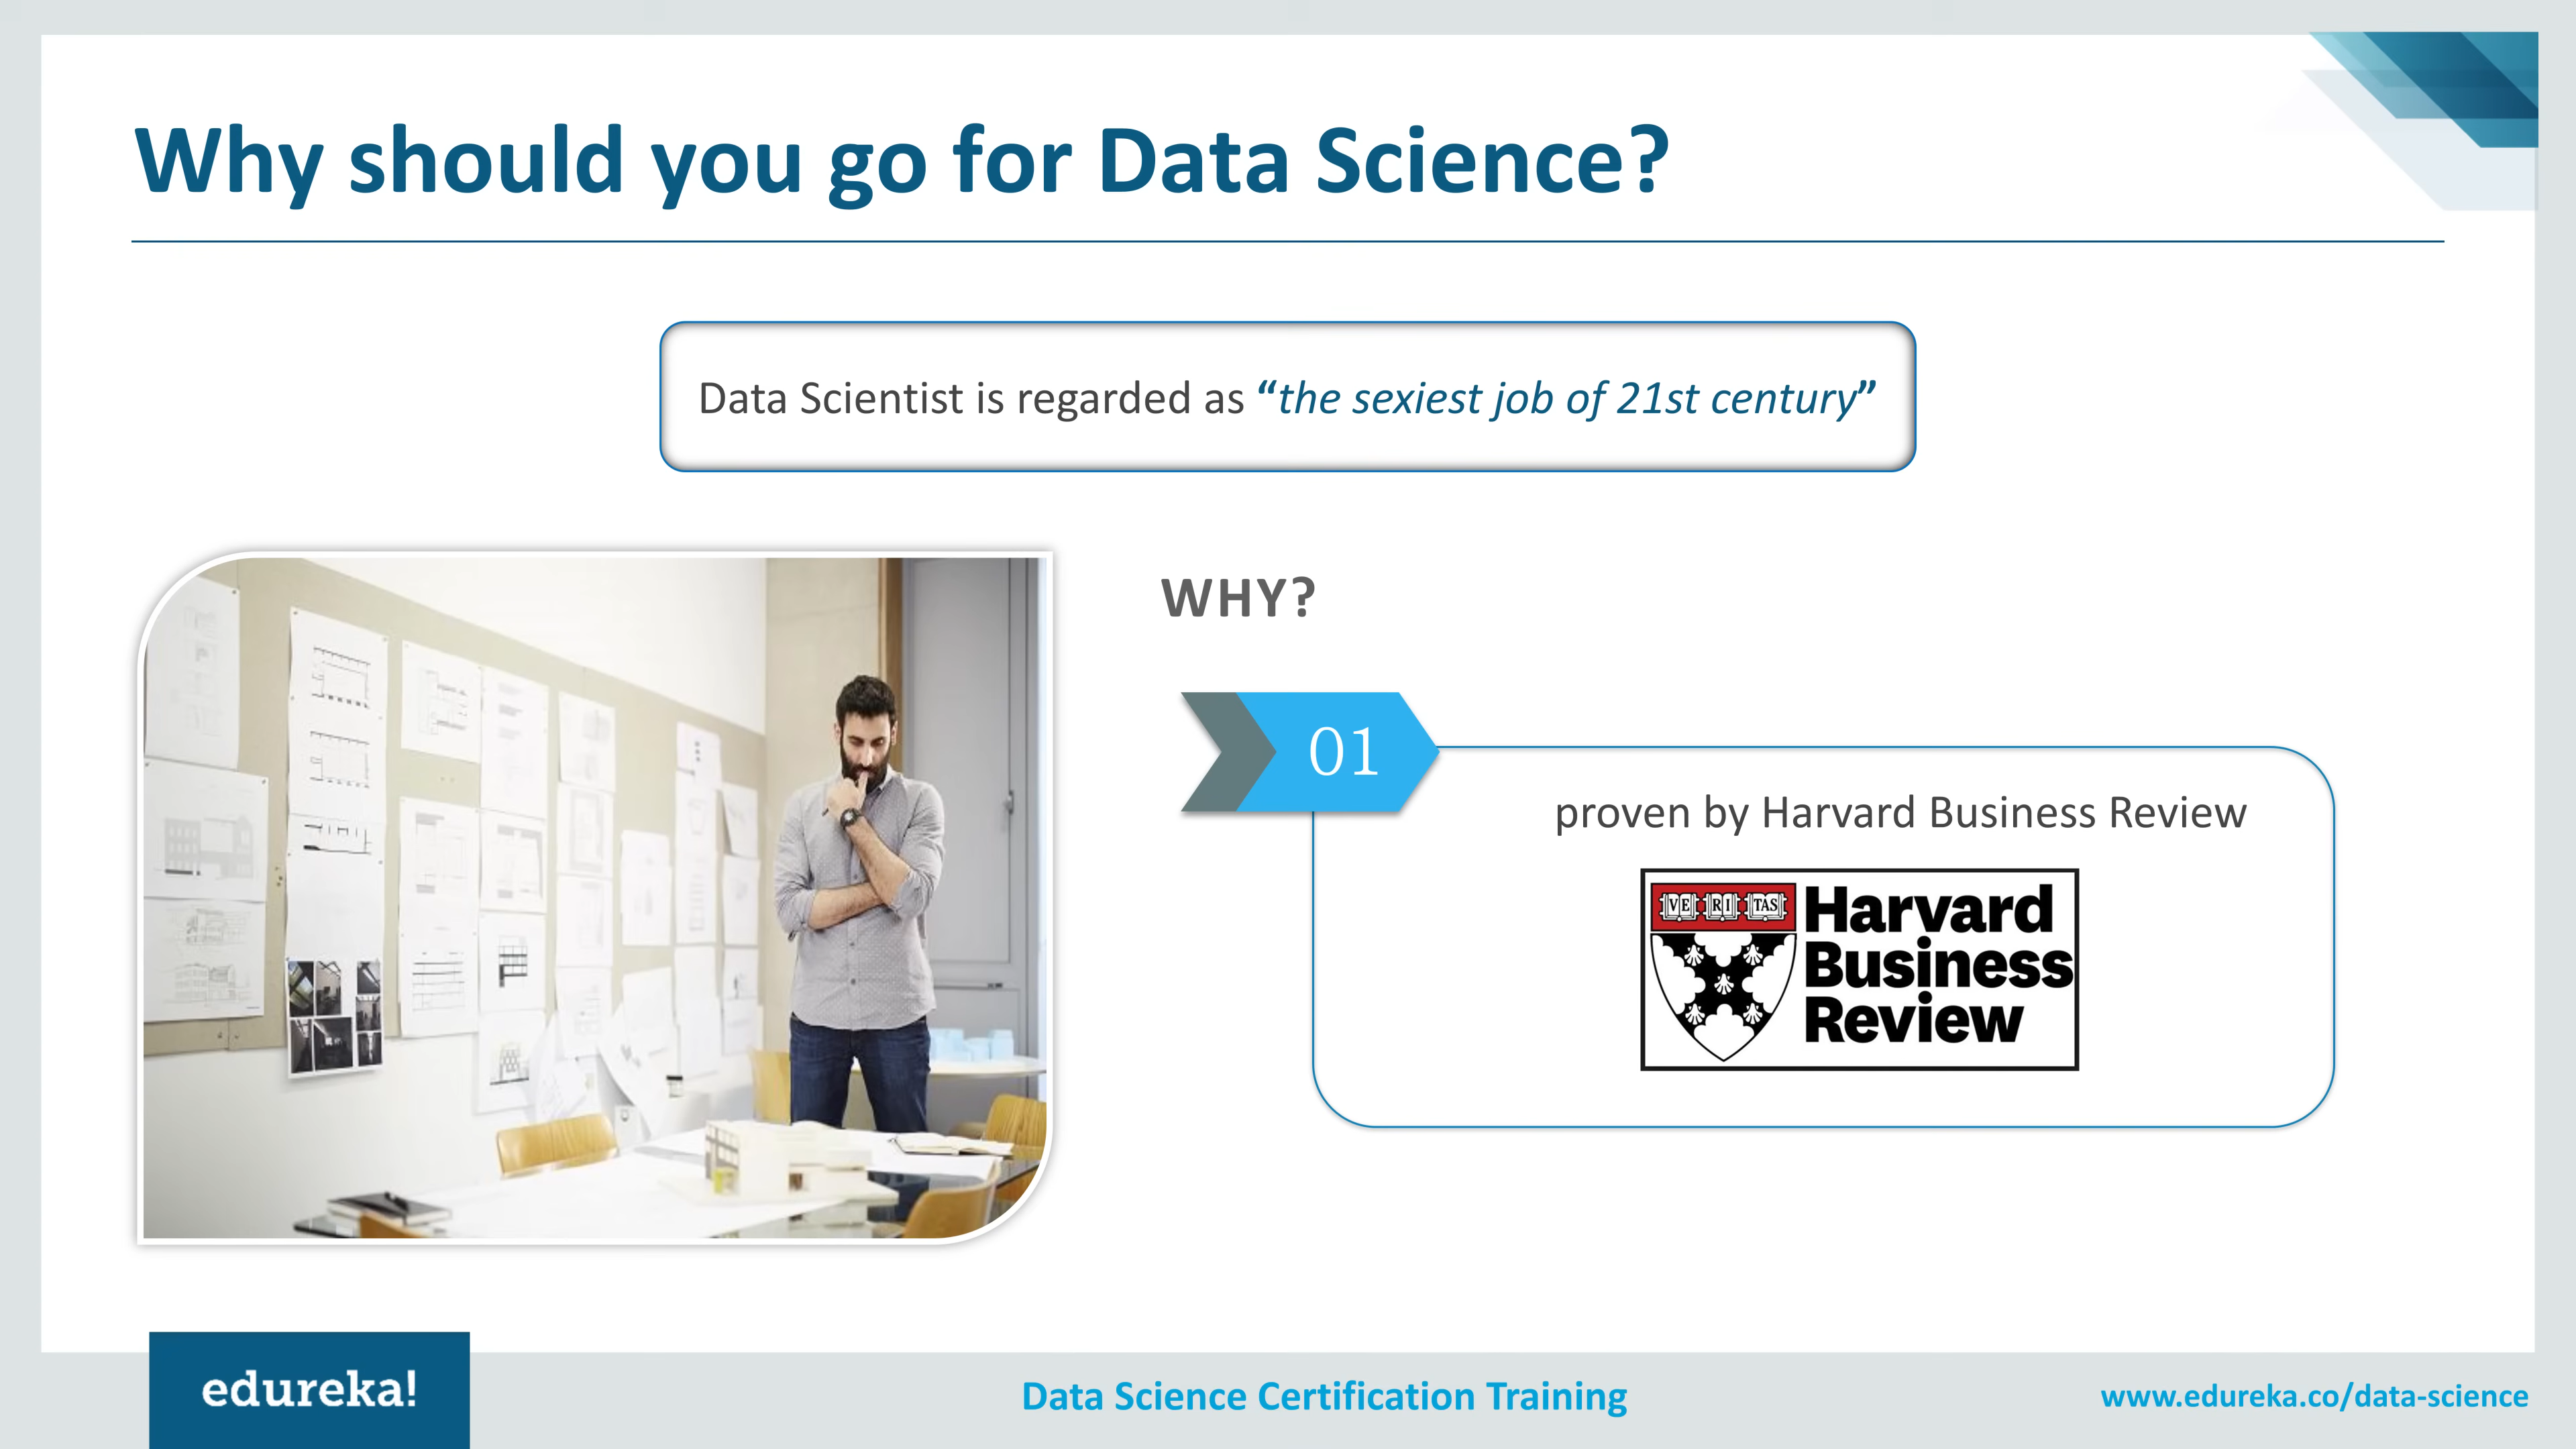 Why should you go for Data Science?
Data Scientist is regarded as “the sexiest job of 21st century”
WHY?
01
proven by Harvard Business Review
VE RI TAS
Harvard
Business
Review
edureka!
Data Science Certification Training
www.edureka.co/data-science